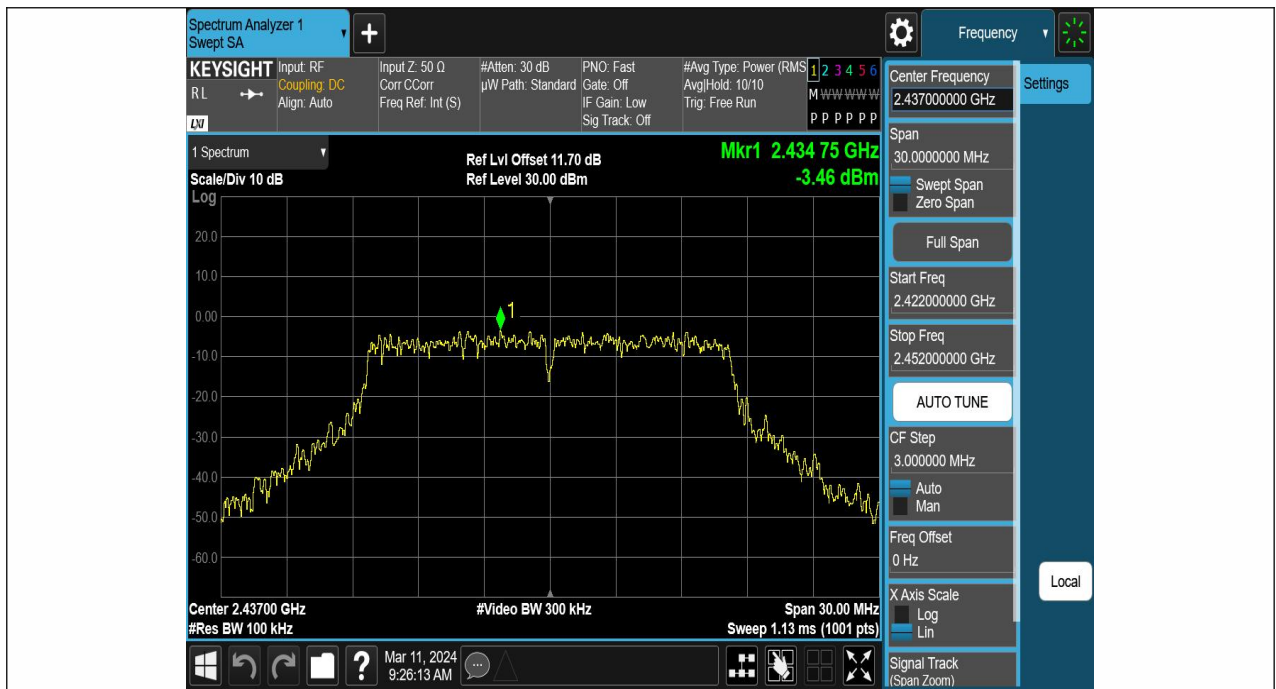 Spectrum Analyzer 1
Swept SA
+
Frequency
KEYSIGHT
RL
LXI
Input: RF
Coupling: DC
Align: Auto
Input Z: 50 Ω
Corr CCorr
Freq Ref: Int (S)
#Atten: 30 dB
µW Path: Standard
PNO: Fast
Gate: Off
IF Gain: Low
Sig Track: Off
#Avg Type: Power (RMS
Avg|Hold: 10/10
Trig: Free Run
1 2 3 4 5 6
M W W W W W
P P P P P P
1 Spectrum
Scale/Div 10 dB
Ref Lvl Offset 11.70 dB
Ref Level 30.00 dBm
Mkr1 2.434 75 GHz
-3.46 dBm
Log
20.0
10.0
0.00
-10.0
-20.0
-30.0
-40.0
-50.0
-60.0
1
Center 2.43700 GHz
#Res BW 100 kHz
#Video BW 300 kHz
Span 30.00 MHz
Sweep 1.13 ms (1001 pts)
Center Frequency
2.437000000 GHz
Span
30.0000000 MHz
Swept Span
Zero Span
Full Span
Start Freq
2.422000000 GHz
Stop Freq
2.452000000 GHz
AUTO TUNE
CF Step
3.000000 MHz
Auto
Man
Freq Offset
0 Hz
X Axis Scale
Log
Lin
Signal Track
(Span Zoom)
Settings
Local
?
Mar 11, 2024
9:26:13 AM